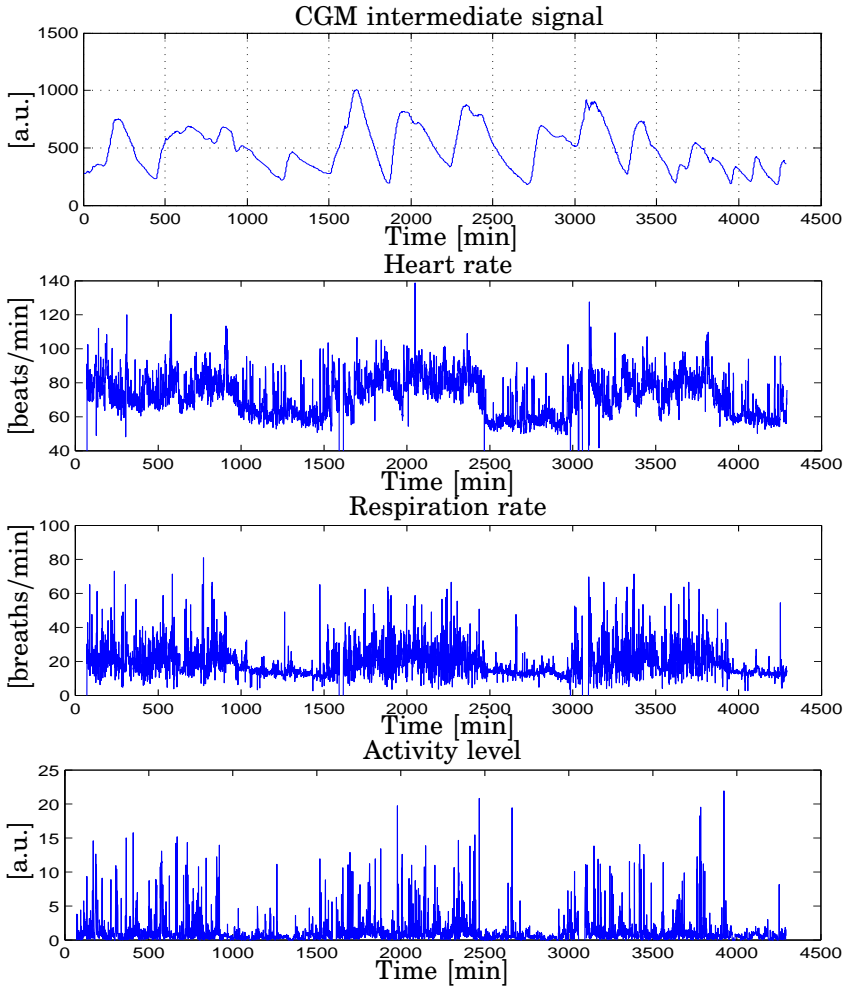 CGM intermediate signal
1500
1000
500
0
[a.u.]
0 500 1000 1500 2000 2500 3000 3500 4000 4500
Time [min]
Heart rate
140
120
100
80
60
40
[beats/min]
0 500 1000 1500 2000 2500 3000 3500 4000 4500
Time [min]
Respiration rate
100
80
60
40
20
0
[breaths/min]
0 500 1000 1500 2000 2500 3000 3500 4000 4500
Time [min]
Activity level
25
20
15
10
5
0
[a.u.]
0 500 1000 1500 2000 2500 3000 3500 4000 4500
Time [min]